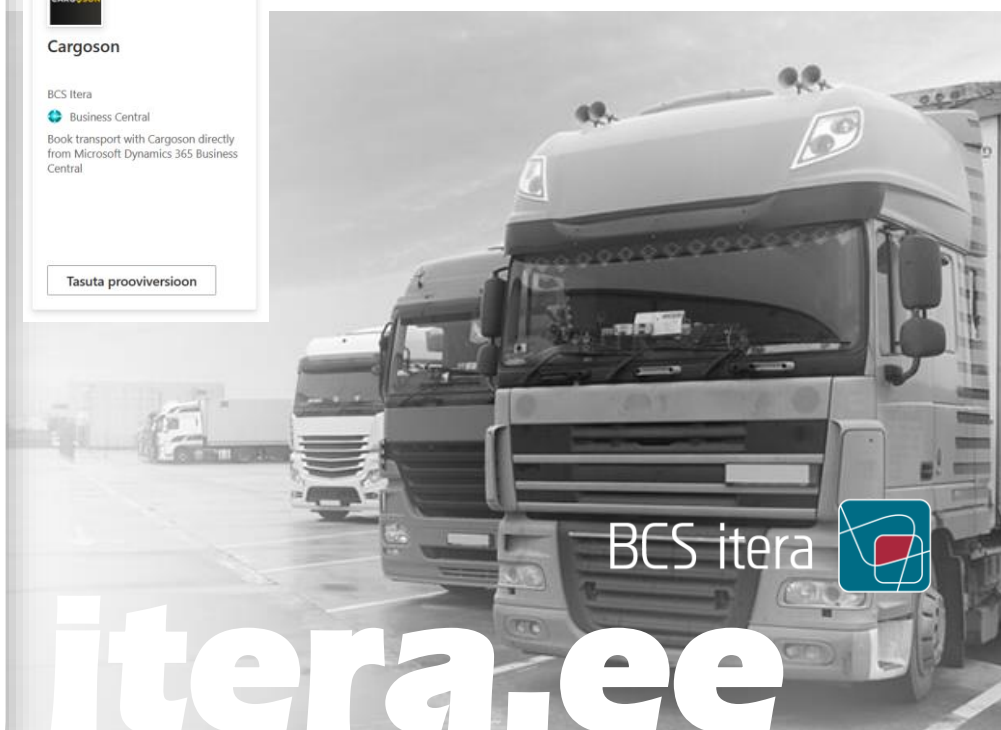 Cargoson
BCS Itera
Business Central
Book transport with Cargoson directly
from Microsoft Dynamics 365 Business
Central
Tasuta prooviversioon
BCS itera
itera.ee